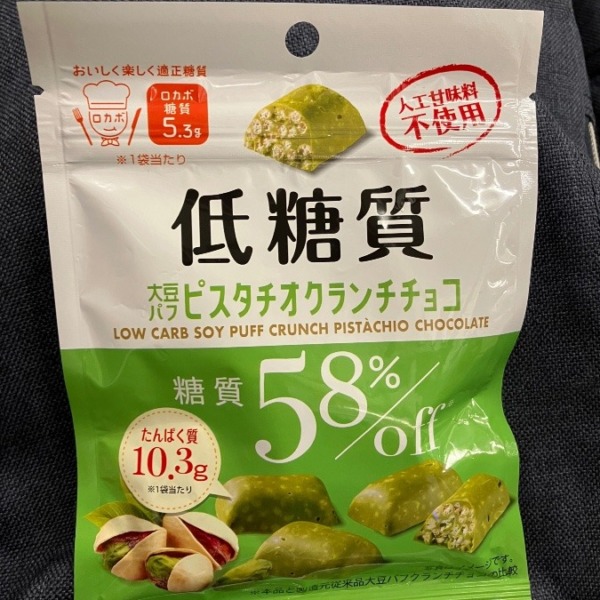 おいしく楽しく適正糖質
ロカボ
ロカボ
糖質
5.3g
※1袋当たり
人工甘味料
不使用
低糖質
大豆パフピスタチオクランチチョコ
LOW CARB SOY PUFF CRUNCH PISTÀCHIO CHOCOLATE
糖質58%off
たんぱく質
10.3g
※1袋当たり